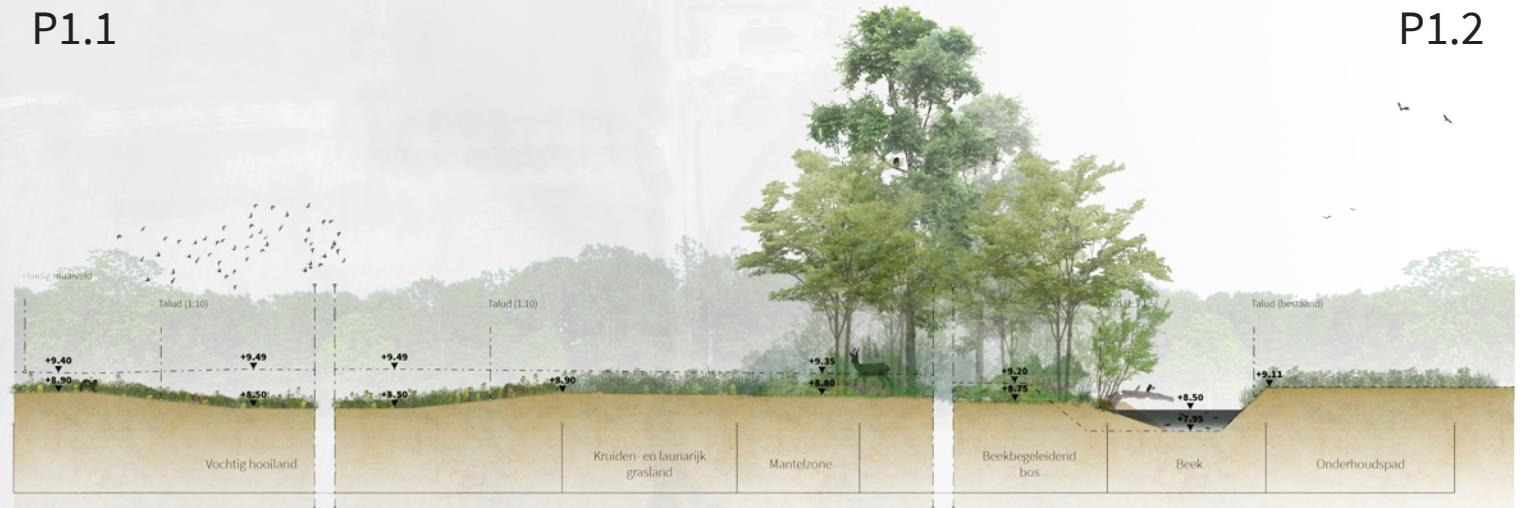 P1.1
P1.2
Huidig maaiveld
Talud (1:10)
Talud (1:10)
Talud (bestaand)
+9.40
+9.49
+9.49
+9.35
+9.20
+9.11
+8.90
+8.50
+8.50
+8.90
+8.80
+8.75
+8.50
+7.95
Vochtig hooiland
Kruiden- en faunarijk
grasland
Mantelzone
Beekbegeleidend
bos
Beek
Onderhoudspad